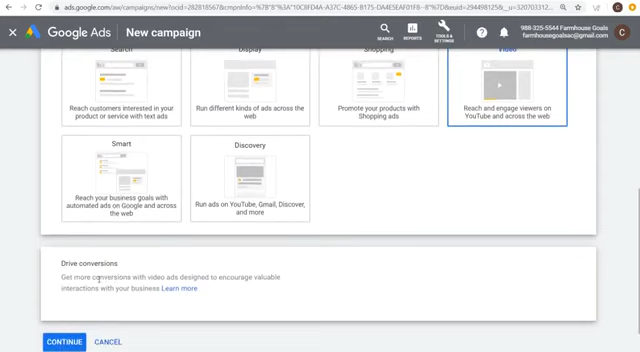 ads.google.com/aw/campaigns/new?ocid=282818567&cmpnInfo=%7B"8"%3A"10C8FD4A-A37C-4865-B175-DA4E5EAF01F8--8"%7D&euid=294498125&__u=320703312
Google Ads
New campaign
SEARCH
REPORTS
TOOLS & SETTINGS
988-325-5544 Farmhouse Goals
farmhousegoalsac@gmail.com
C
Search
Display
Shopping
Video
Reach customers interested in your
product or service with text ads
Run different kinds of ads across the
web
Promote your products with
Shopping ads
Reach and engage viewers on
YouTube and across the web
Smart
Discovery
Reach your business goals with
automated ads on Google and across
the web
Run ads on YouTube, Gmail, Discover,
and more
Drive conversions
Get more conversions with video ads designed to encourage valuable
interactions with your business Learn more
CONTINUE
CANCEL